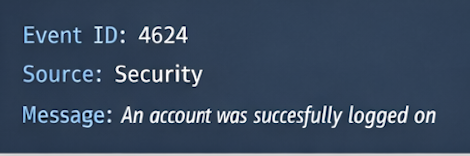 Event ID: 4624
Source: Security
Message: An account was succesfully logged on